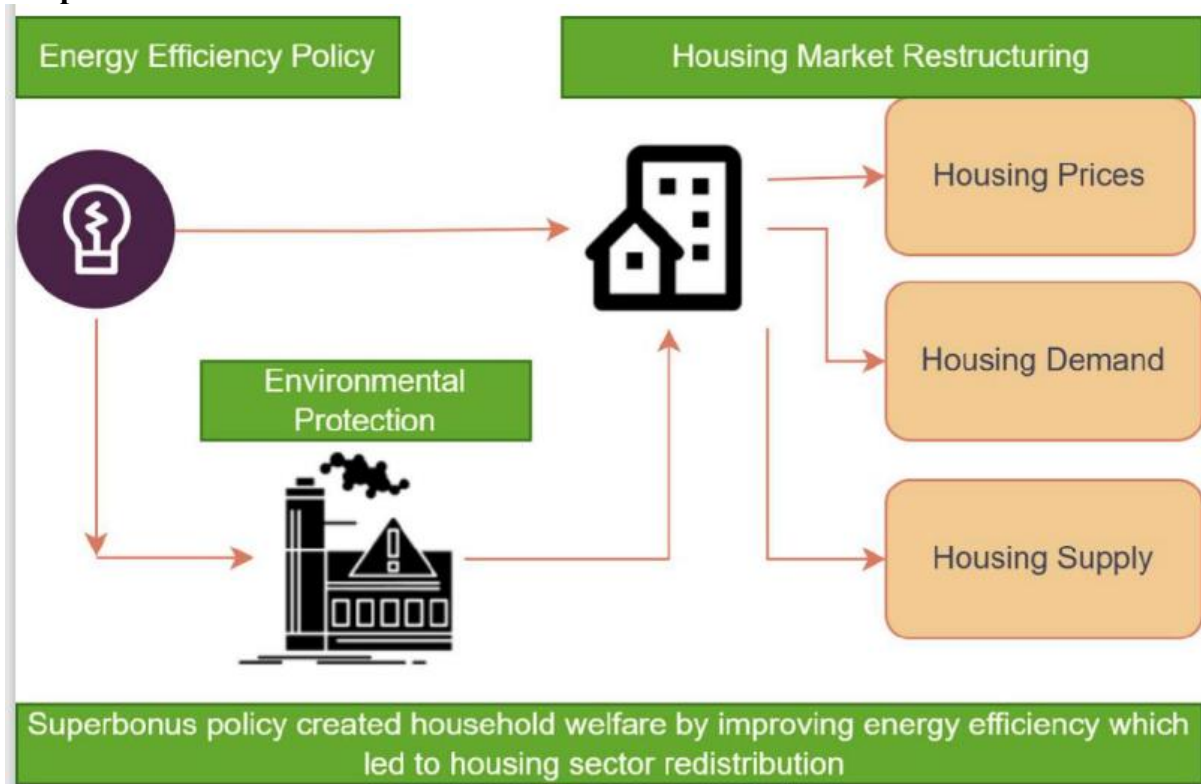 Energy Efficiency Policy
Housing Market Restructuring
Housing Prices
Housing Demand
Environmental
Protection
Housing Supply
Superbonus policy created household welfare by improving energy efficiency which
led to housing sector redistribution